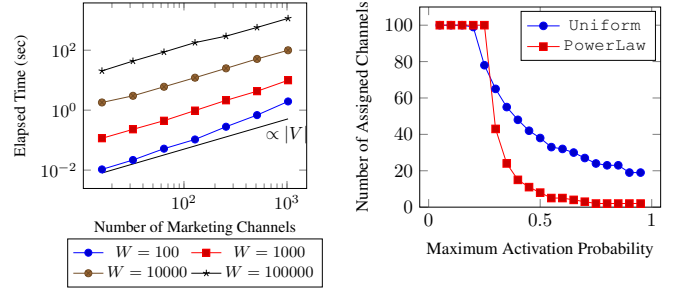 Elapsed Time (sec)
10^2
10^0
10^−2
∝ |V|
10^2
10^3
Number of Marketing Channels
W = 100
W = 1000
W = 10000
W = 100000
Number of Assigned Channels
100
80
60
40
20
0
Uniform
PowerLaw
0
0.5
1
Maximum Activation Probability